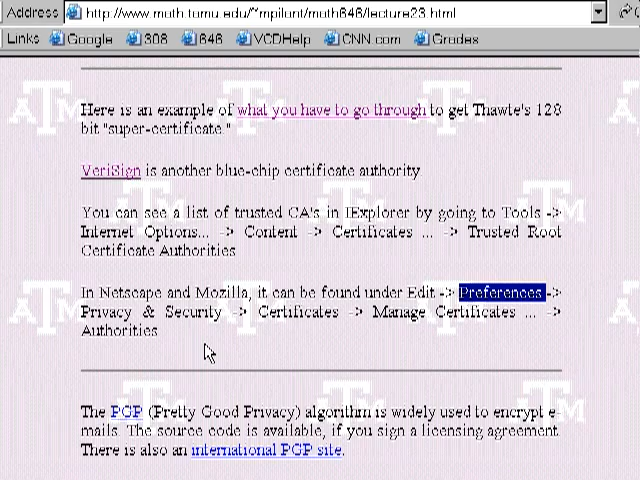 Address http://www.math.tamu.edu/~mpilant/math646/lecture23.html
Links Google 308 646 VCDHelp CNN.com Grades
Here is an example of what you have to go through to get Thawte's 128
bit "super-certificate."
VeriSign is another blue-chip certificate authority
You can see a list of trusted CA's in IExplorer by going to Tools ->
Internet Options... -> Content -> Certificates ... -> Trusted Root
Certificate Authorities
In Netscape and Mozilla, it can be found under Edit -> Preferences ->
Privacy & Security -> Certificates -> Manage Certificates ... ->
Authorities
The PGP (Pretty Good Privacy) algorithm is widely used to encrypt e-
mails. The source code is available, if you sign a licensing agreement.
There is also an international PGP site.